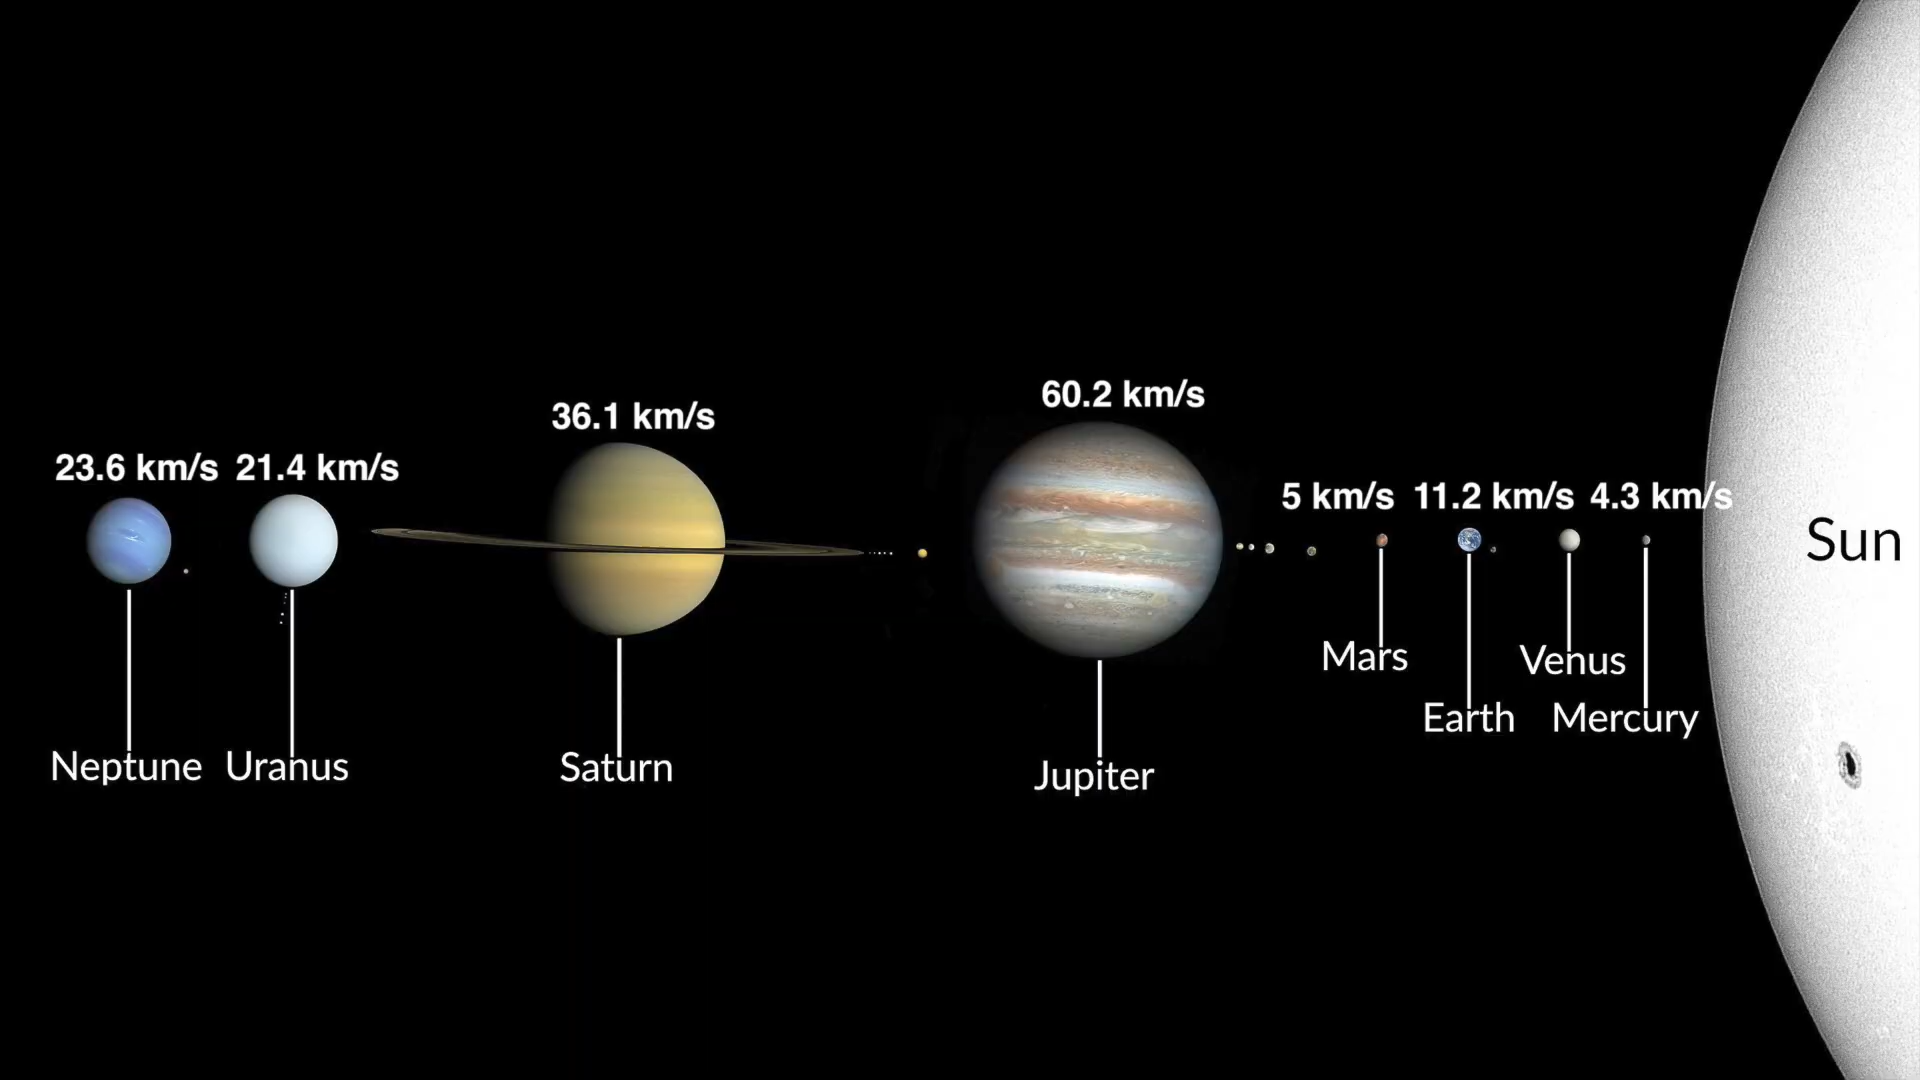 60.2 km/s
36.1 km/s
23.6 km/s
21.4 km/s
5 km/s
11.2 km/s
4.3 km/s
Sun
Mars
Venus
Earth
Mercury
Neptune
Uranus
Saturn
Jupiter